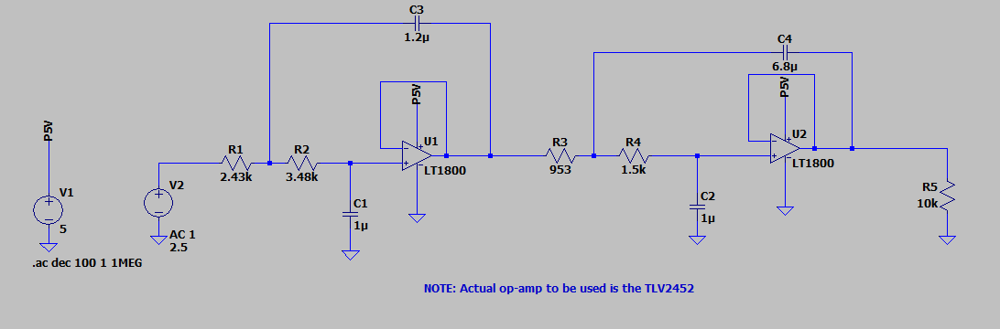 C3
1.2µ
C4
6.8µ
P5V
P5V
P5V
R1
2.43k
R2
3.48k
U1
LT1800
R3
953
R4
1.5k
U2
LT1800
V1
5
V2
AC 1
2.5
C1
1µ
C2
1µ
R5
10k
.ac dec 100 1 1MEG
NOTE: Actual op-amp to be used is the TLV2452